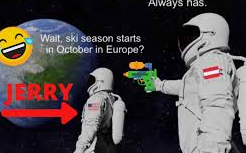 Always has.
Wait, ski season starts
in October in Europe?
JERRY